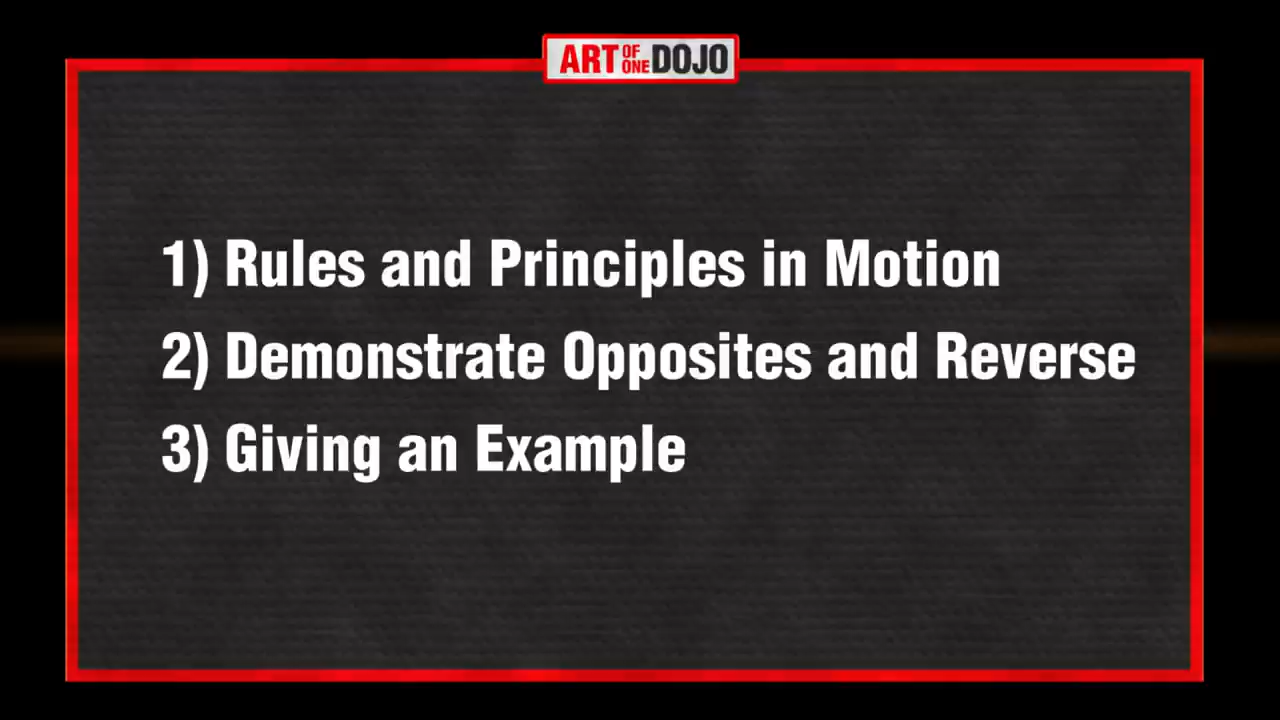 ART OF ONE DOJO
1) Rules and Principles in Motion
2) Demonstrate Opposites and Reverse
3) Giving an Example